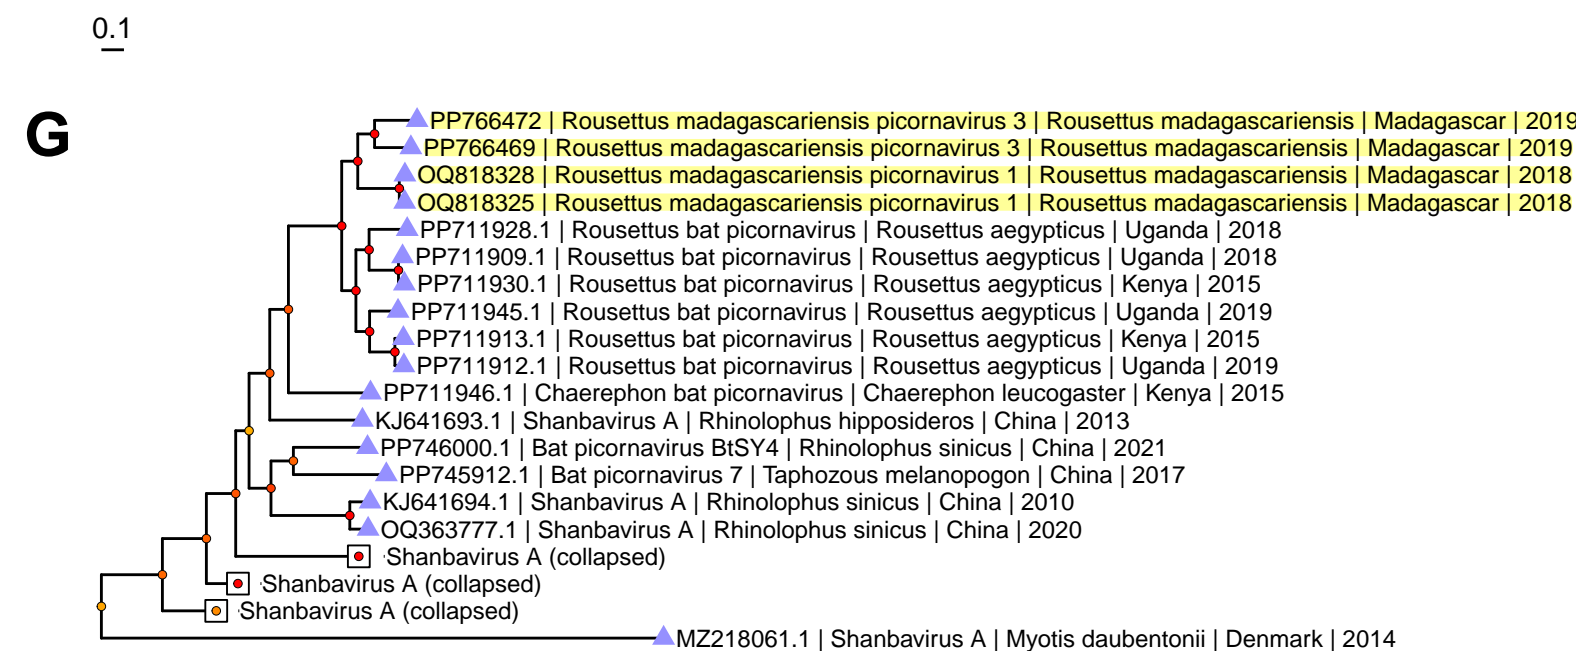 0.1
G
PP766472 | Rousettus madagascariensis picornavirus 3 | Rousettus madagascariensis | Madagascar | 2019
PP766469 | Rousettus madagascariensis picornavirus 3 | Rousettus madagascariensis | Madagascar | 2019
OQ818328 | Rousettus madagascariensis picornavirus 1 | Rousettus madagascariensis | Madagascar | 2018
OQ818325 | Rousettus madagascariensis picornavirus 1 | Rousettus madagascariensis | Madagascar | 2018
PP711928.1 | Rousettus bat picornavirus | Rousettus aegypticus | Uganda | 2018
PP711909.1 | Rousettus bat picornavirus | Rousettus aegypticus | Uganda | 2018
PP711930.1 | Rousettus bat picornavirus | Rousettus aegypticus | Kenya | 2015
PP711945.1 | Rousettus bat picornavirus | Rousettus aegypticus | Uganda | 2019
PP711913.1 | Rousettus bat picornavirus | Rousettus aegypticus | Kenya | 2015
PP711912.1 | Rousettus bat picornavirus | Rousettus aegypticus | Uganda | 2019
PP711946.1 | Chaerephon bat picornavirus | Chaerephon leucogaster | Kenya | 2015
KJ641693.1 | Shanbavirus A | Rhinolophus hipposideros | China | 2013
PP746000.1 | Bat picornavirus BtSY4 | Rhinolophus sinicus | China | 2021
PP745912.1 | Bat picornavirus 7 | Taphozous melanopogon | China | 2017
KJ641694.1 | Shanbavirus A | Rhinolophus sinicus | China | 2010
OQ363777.1 | Shanbavirus A | Rhinolophus sinicus | China | 2020
Shanbavirus A (collapsed)
Shanbavirus A (collapsed)
Shanbavirus A (collapsed)
MZ218061.1 | Shanbavirus A | Myotis daubentonii | Denmark | 2014